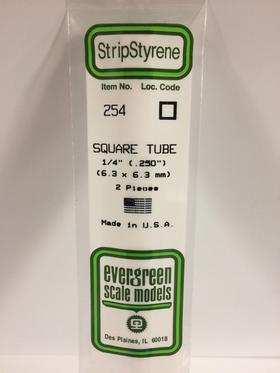 StripStyrene
Item No. Loc. Code
254
SQUARE TUBE
1/4" (.250")
(6.3 x 6.3 mm)
2 Pieces
Made in U.S.A.
evergreen
scale models
Des Plaines, IL 60018